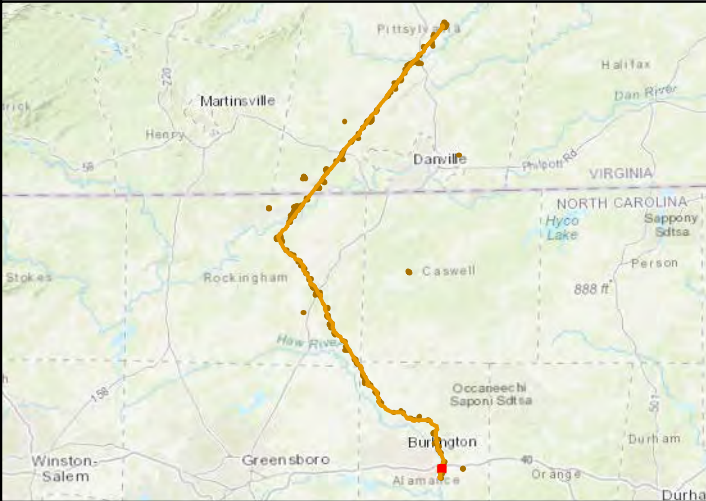 Pittsylvania
Halifax
Martinsville
Dan River
220
Henry
58
Danville
Philpott Rd
VIRGINIA
NORTH CAROLINA
Hyco
Lake
Sappony
Sdtsa
Stokes
Rockingham
Caswell
Person
888 ft
Haw River
158
Occaneechi
Saponi Sdtsa
501
Burlington
Durham
Winston-
Salem
Greensboro
40
Alamance
Orange
Durha